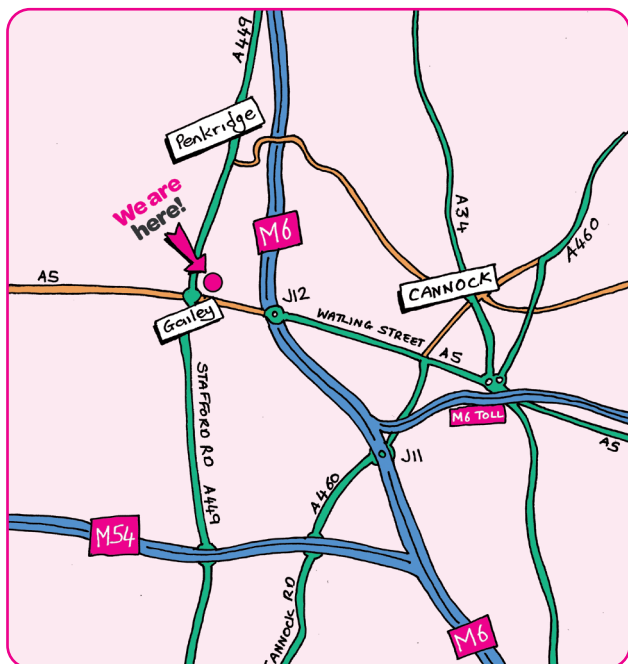 A449
Penkridge
We are
here!
M6
A34
A460
A5
CANNOCK
J12
Gailey
WATLING STREET
A5
M6 TOLL
A5
STAFFORD RD
A449
J11
A460
M54
CANNOCK RD
M6